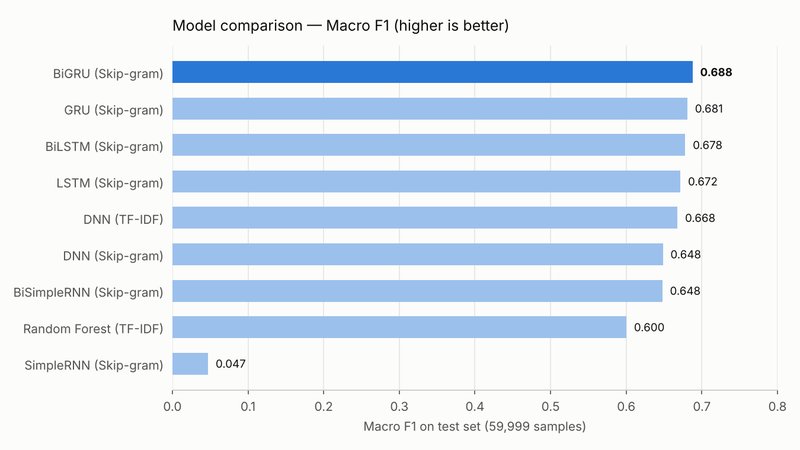 Model comparison — Macro F1 (higher is better)
BiGRU (Skip-gram) 0.688
GRU (Skip-gram) 0.681
BiLSTM (Skip-gram) 0.678
LSTM (Skip-gram) 0.672
DNN (TF-IDF) 0.668
DNN (Skip-gram) 0.648
BiSimpleRNN (Skip-gram) 0.648
Random Forest (TF-IDF) 0.600
SimpleRNN (Skip-gram) 0.047
0.0 0.1 0.2 0.3 0.4 0.5 0.6 0.7 0.8
Macro F1 on test set (59,999 samples)